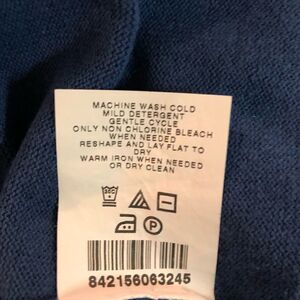 MACHINE WASH COLD
MILD DETERGENT
GENTLE CYCLE
ONLY NON CHLORINE BLEACH
WHEN NEEDED
RESHAPE AND LAY FLAT TO
DRY
WARM IRON WHEN NEEDED
OR DRY CLEAN
P
842156063245